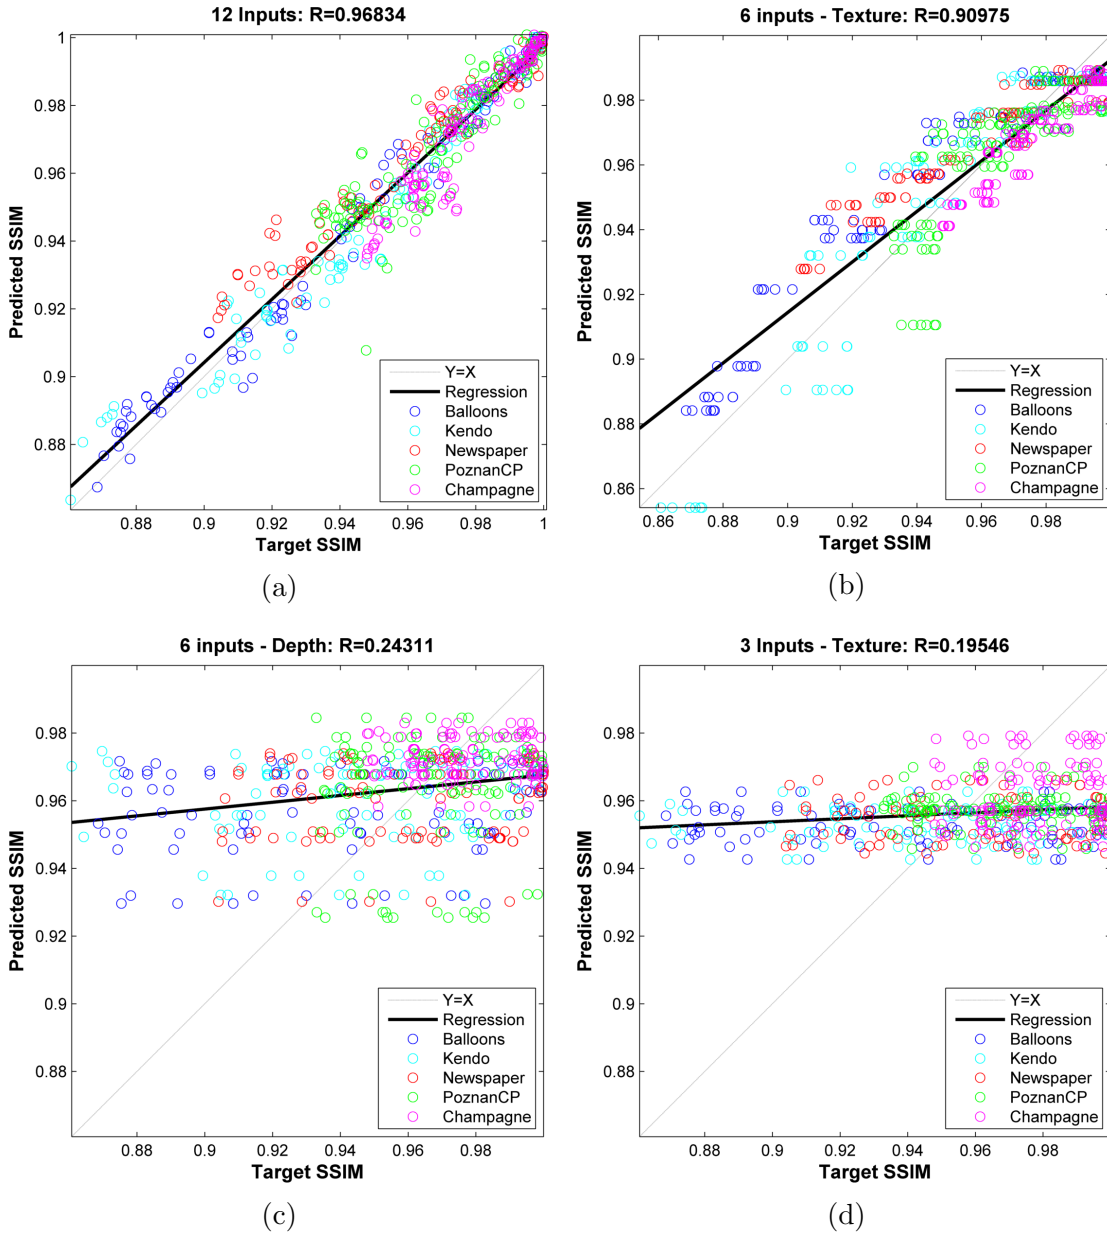 12 Inputs: R=0.96834
1
0.98
0.96
0.94
0.92
0.9
0.88
Predicted SSIM
Y=X
Regression
Balloons
Kendo
Newspaper
PoznanCP
Champagne
0.88 0.9 0.92 0.94 0.96 0.98 1
Target SSIM
(a)
6 inputs - Texture: R=0.90975
0.98
0.96
0.94
0.92
0.9
0.88
0.86
Predicted SSIM
Y=X
Regression
Balloons
Kendo
Newspaper
PoznanCP
Champagne
0.86 0.88 0.9 0.92 0.94 0.96 0.98
Target SSIM
(b)
6 inputs - Depth: R=0.24311
0.98
0.96
0.94
0.92
0.9
0.88
Predicted SSIM
Y=X
Regression
Balloons
Kendo
Newspaper
PoznanCP
Champagne
0.88 0.9 0.92 0.94 0.96 0.98
Target SSIM
(c)
3 Inputs - Texture: R=0.19546
0.98
0.96
0.94
0.92
0.9
0.88
Predicted SSIM
Y=X
Regression
Balloons
Kendo
Newspaper
PoznanCP
Champagne
0.88 0.9 0.92 0.94 0.96 0.98
Target SSIM
(d)